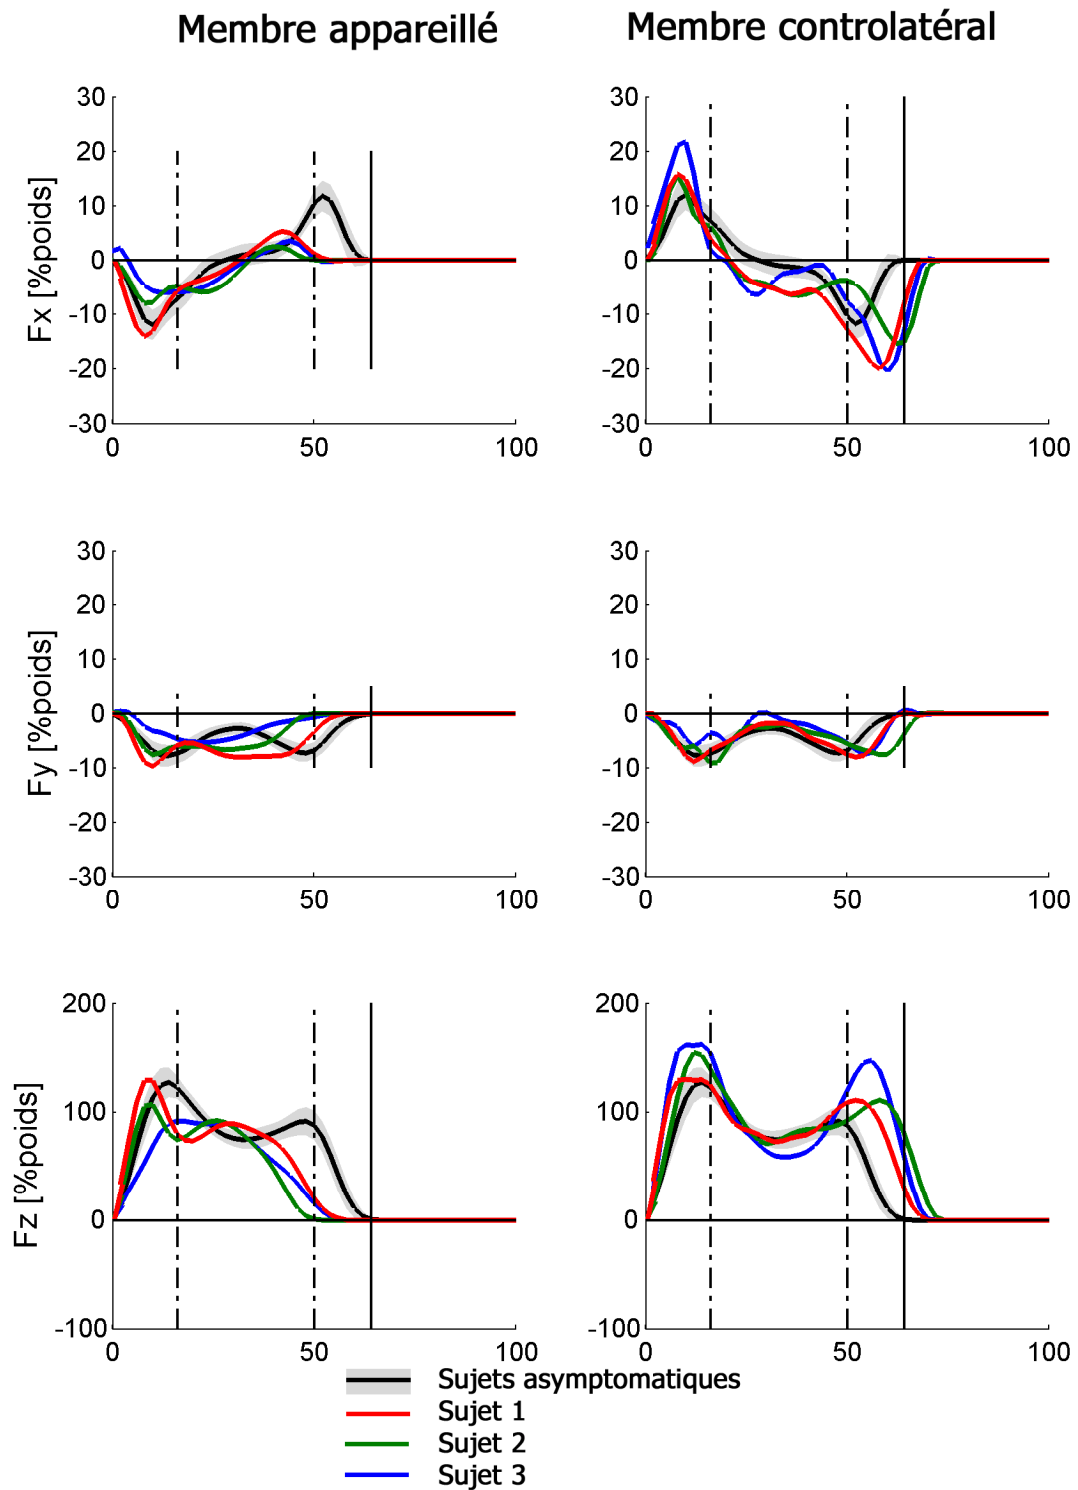 Membre appareillé
Membre controlatéral
Fx [%poids]
30
20
10
0
-10
-20
-30
0 50 100
30
20
10
0
-10
-20
-30
0 50 100
Fy [%poids]
30
20
10
0
-10
-20
-30
0 50 100
30
20
10
0
-10
-20
-30
0 50 100
Fz [%poids]
200
100
0
-100
0 50 100
200
100
0
-100
0 50 100
Sujets asymptomatiques
Sujet 1
Sujet 2
Sujet 3